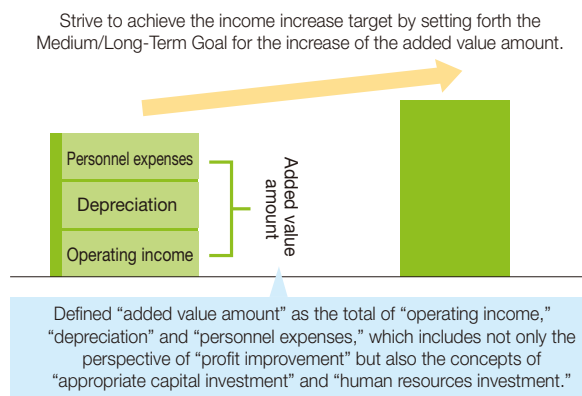 Strive to achieve the income increase target by setting forth the
Medium/Long-Term Goal for the increase of the added value amount.
Personnel expenses
Depreciation
Operating income
Added value
amount
Defined “added value amount” as the total of “operating income,”
“depreciation” and “personnel expenses,” which includes not only the
perspective of “profit improvement” but also the concepts of
“appropriate capital investment” and “human resources investment.”